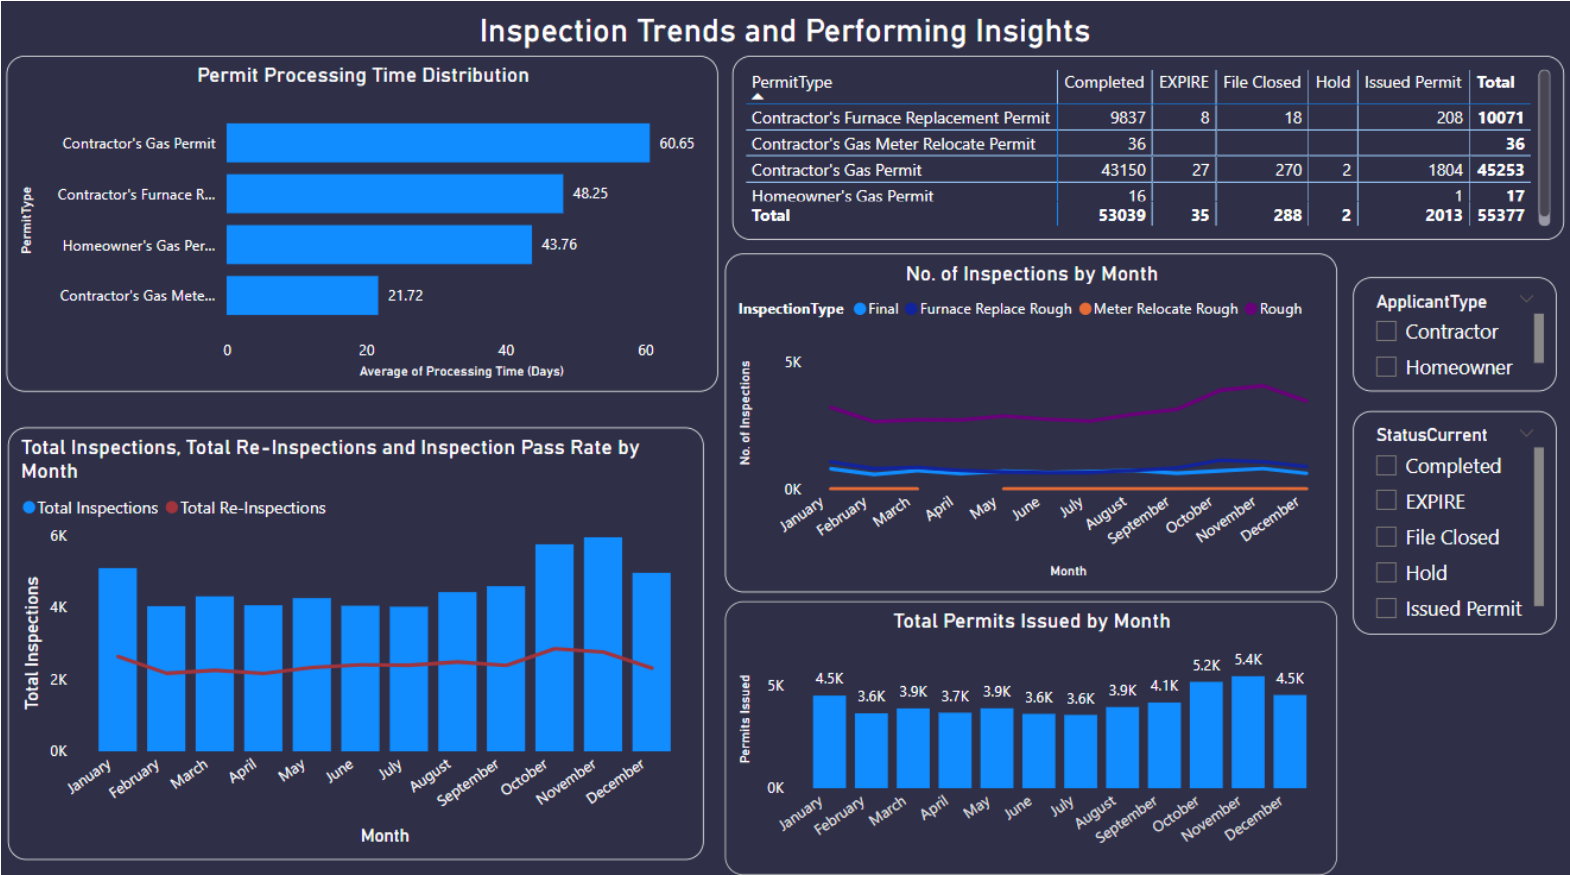 Inspection Trends and Performing Insights
Permit Processing Time Distribution
PermitType
Contractor's Gas Permit
60.65
Contractor's Furnace R...
48.25
Homeowner's Gas Per...
43.76
Contractor's Gas Mete...
21.72
0 20 40 60
Average of Processing Time (Days)
PermitType Completed EXPIRE File Closed Hold Issued Permit Total
Contractor's Furnace Replacement Permit 9837 8 18 208 10071
Contractor's Gas Meter Relocate Permit 36 36
Contractor's Gas Permit 43150 27 270 2 1804 45253
Homeowner's Gas Permit 16 1 17
Total 53039 35 288 2 2013 55377
No. of Inspections by Month
InspectionType Final Furnace Replace Rough Meter Relocate Rough Rough
No. of Inspections
5K
0K
January February March April May June July August September October November December
Month
ApplicantType
Contractor
Homeowner
StatusCurrent
Completed
EXPIRE
File Closed
Hold
Issued Permit
Total Inspections, Total Re-Inspections and Inspection Pass Rate by
Month
Total Inspections Total Re-Inspections
Total Inspections
6K
4K
2K
0K
January February March April May June July August September October November December
Month
Total Permits Issued by Month
Permits Issued
5K
0K
4.5K 3.6K 3.9K 3.7K 3.9K 3.6K 3.6K 3.9K 4.1K 5.2K 5.4K 4.5K
January February March April May June July August September October November December